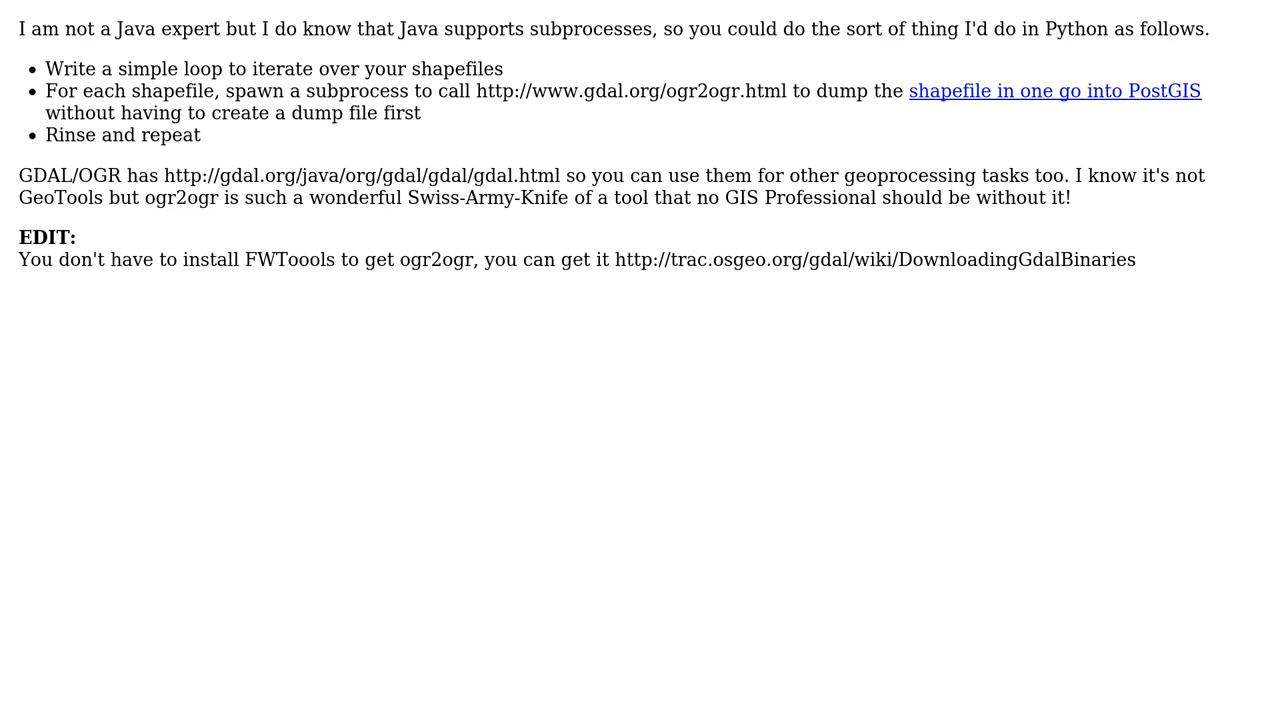 I am not a Java expert but I do know that Java supports subprocesses, so you could do the sort of thing I'd do in Python as follows.
• Write a simple loop to iterate over your shapefiles
• For each shapefile, spawn a subprocess to call http://www.gdal.org/ogr2ogr.html to dump the shapefile in one go into PostGIS
without having to create a dump file first
• Rinse and repeat
GDAL/OGR has http://gdal.org/java/org/gdal/gdal/gdal.html so you can use them for other geoprocessing tasks too. I know it's not
GeoTools but ogr2ogr is such a wonderful Swiss-Army-Knife of a tool that no GIS Professional should be without it!
EDIT:
You don't have to install FWToools to get ogr2ogr, you can get it http://trac.osgeo.org/gdal/wiki/DownloadingGdalBinaries